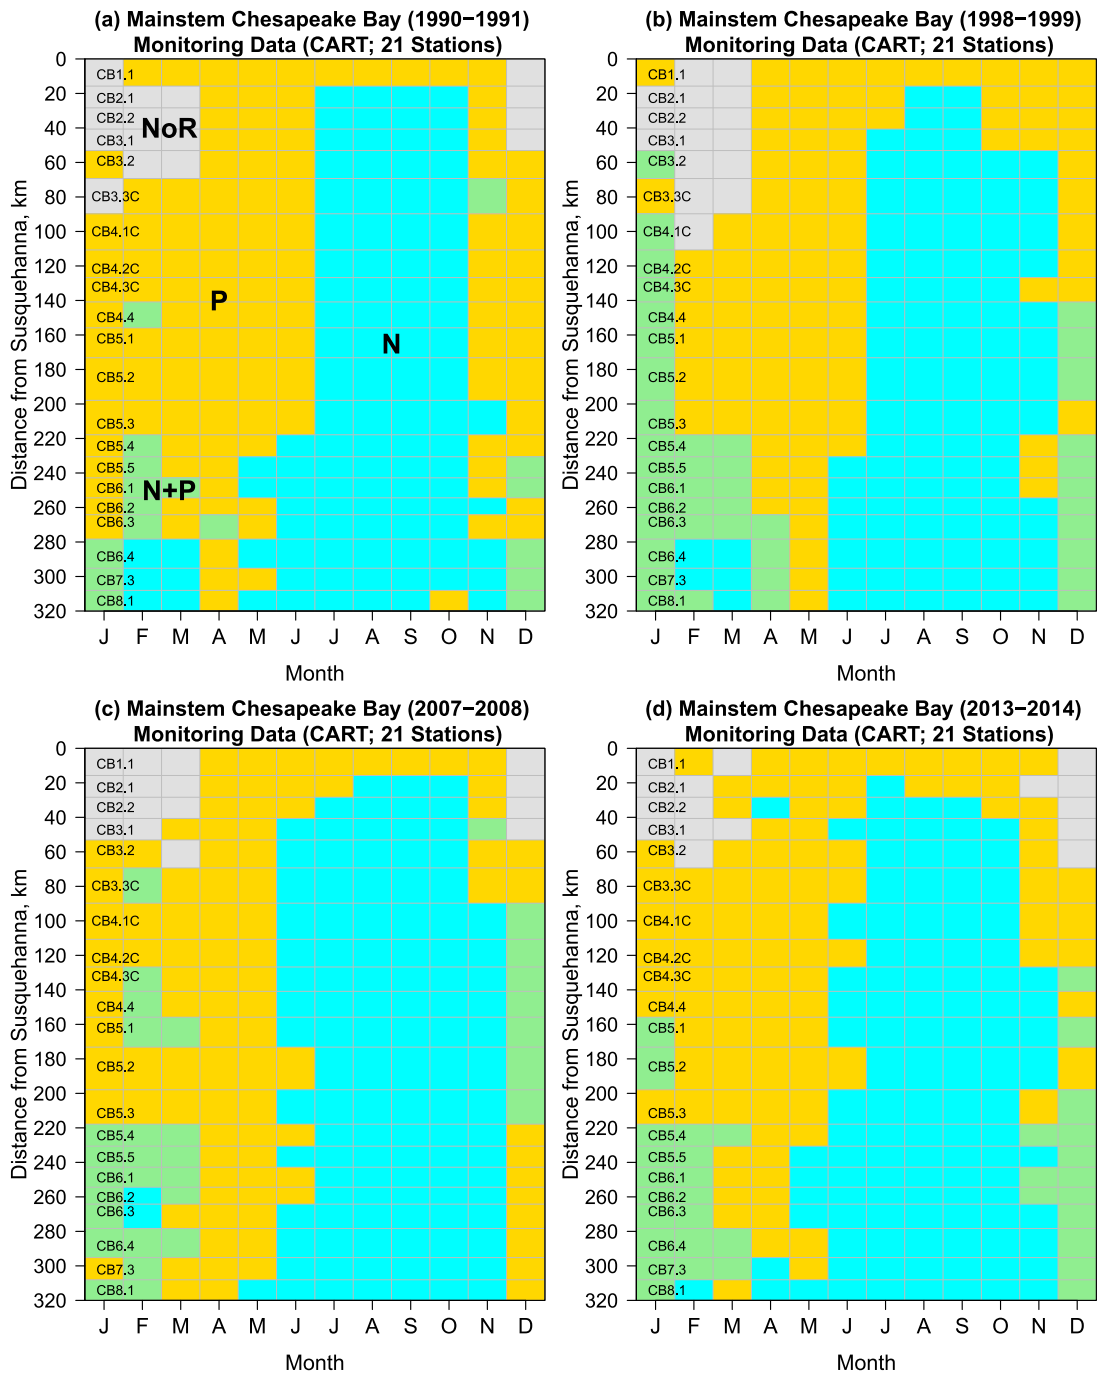 (a) Mainstem Chesapeake Bay (1990−1991)
Monitoring Data (CART; 21 Stations)
Distance from Susquehanna, km
0
20
40
60
80
100
120
140
160
180
200
220
240
260
280
300
320
CB1.1
CB2.1
CB2.2
CB3.1
CB3.2
CB3.3C
CB4.1C
CB4.2C
CB4.3C
CB4.4
CB5.1
CB5.2
CB5.3
CB5.4
CB5.5
CB6.1
CB6.2
CB6.3
CB6.4
CB7.3
CB8.1
NoR
P
N
N+P
J F M A M J J A S O N D
Month
(b) Mainstem Chesapeake Bay (1998−1999)
Monitoring Data (CART; 21 Stations)
Distance from Susquehanna, km
0
20
40
60
80
100
120
140
160
180
200
220
240
260
280
300
320
CB1.1
CB2.1
CB2.2
CB3.1
CB3.2
CB3.3C
CB4.1C
CB4.2C
CB4.3C
CB4.4
CB5.1
CB5.2
CB5.3
CB5.4
CB5.5
CB6.1
CB6.2
CB6.3
CB6.4
CB7.3
CB8.1
J F M A M J J A S O N D
Month
(c) Mainstem Chesapeake Bay (2007−2008)
Monitoring Data (CART; 21 Stations)
Distance from Susquehanna, km
0
20
40
60
80
100
120
140
160
180
200
220
240
260
280
300
320
CB1.1
CB2.1
CB2.2
CB3.1
CB3.2
CB3.3C
CB4.1C
CB4.2C
CB4.3C
CB4.4
CB5.1
CB5.2
CB5.3
CB5.4
CB5.5
CB6.1
CB6.2
CB6.3
CB6.4
CB7.3
CB8.1
J F M A M J J A S O N D
Month
(d) Mainstem Chesapeake Bay (2013−2014)
Monitoring Data (CART; 21 Stations)
Distance from Susquehanna, km
0
20
40
60
80
100
120
140
160
180
200
220
240
260
280
300
320
CB1.1
CB2.1
CB2.2
CB3.1
CB3.2
CB3.3C
CB4.1C
CB4.2C
CB4.3C
CB4.4
CB5.1
CB5.2
CB5.3
CB5.4
CB5.5
CB6.1
CB6.2
CB6.3
CB6.4
CB7.3
CB8.1
J F M A M J J A S O N D
Month